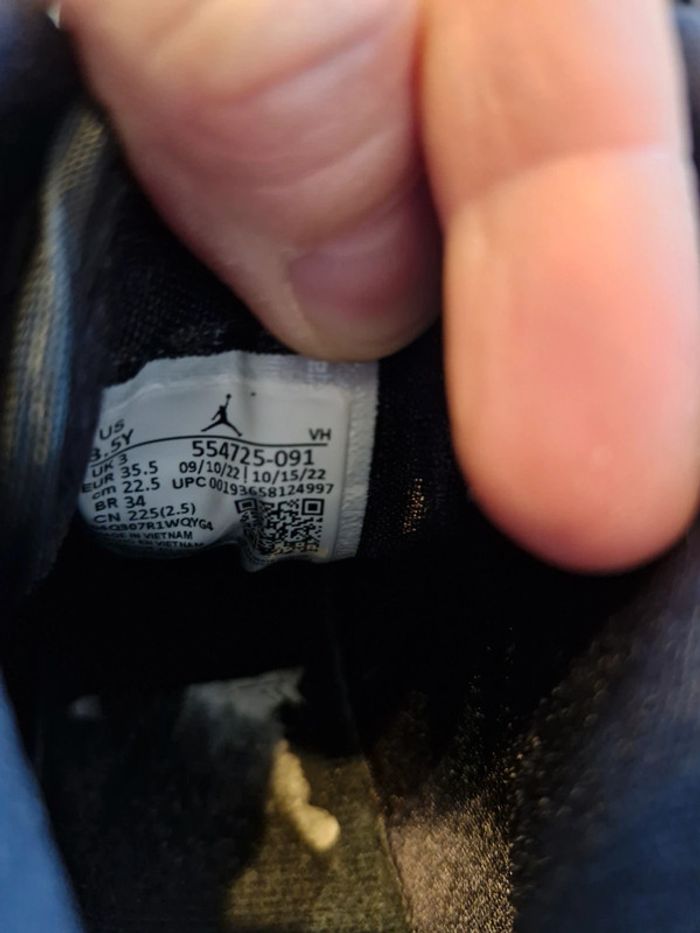 US
3.5Y
VH
UK 3
EUR 35.5
cm 22.5
BR 34
CN 225(2.5)
554725-091
09/10/22 | 10/15/22
UPC 00193658124997
MADE IN VIETNAM